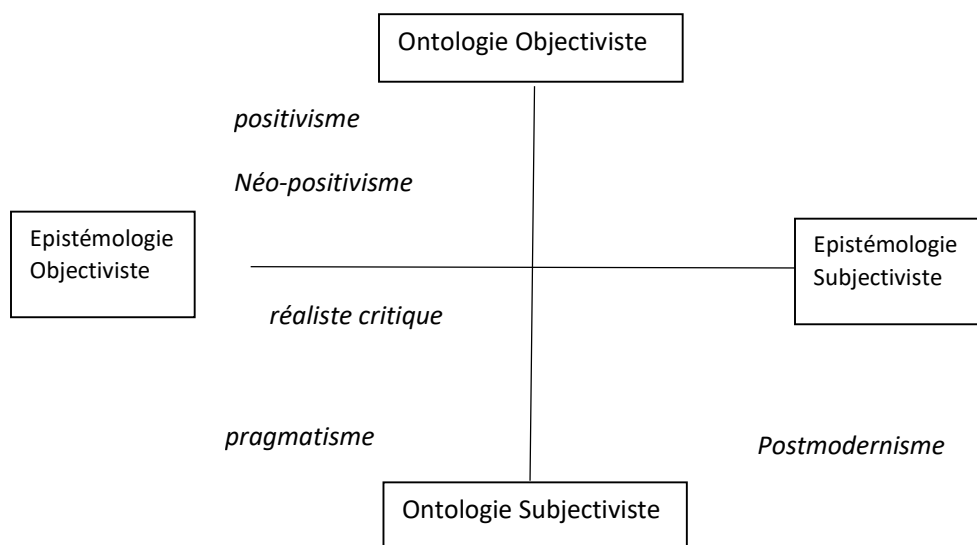 Ontologie Objectiviste
positivisme
Néo-positivisme
Epistémologie
Objectiviste
Epistémologie
Subjectiviste
réaliste critique
pragmatisme
Postmodernisme
Ontologie Subjectiviste